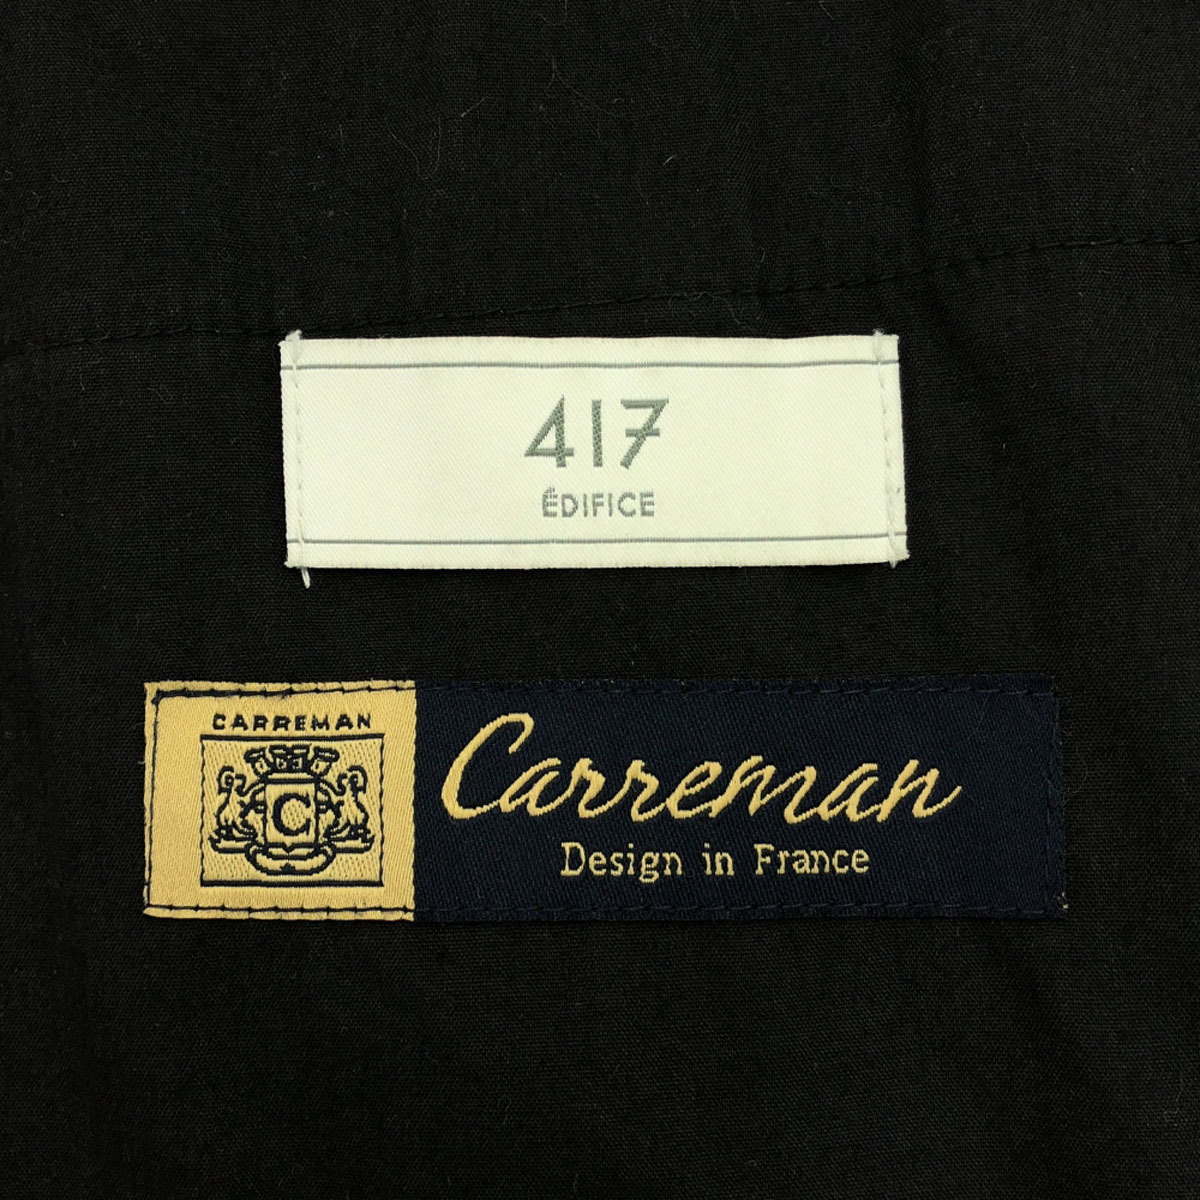 417
ÉDIFICE
CARREMAN
C
Carreman
Design in France